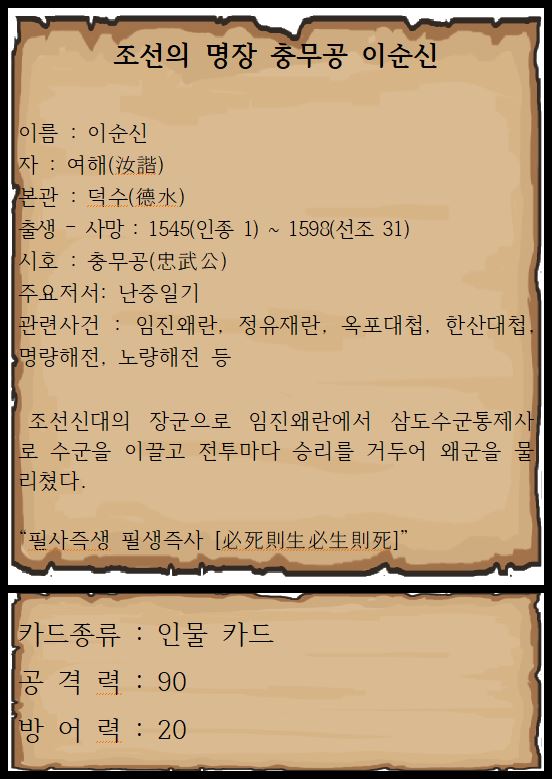 조선의 명장 충무공 이순신
이름 : 이순신
자 : 여해(汝諧)
본관 : 덕수(德水)
출생 - 사망 : 1545(인종 1) ~ 1598(선조 31)
시호 : 충무공(忠武公)
주요저서: 난중일기
관련사건 : 임진왜란, 정유재란, 옥포대첩, 한산대첩,
명량해전, 노량해전 등
조선신대의 장군으로 임진왜란에서 삼도수군통제사
로 수군을 이끌고 전투마다 승리를 거두어 왜군을 물
리쳤다.
“필사즉생 필생즉사 [必死則生必生則死]”
카드종류 : 인물 카드
공 격 력 : 90
방 어 력 : 20